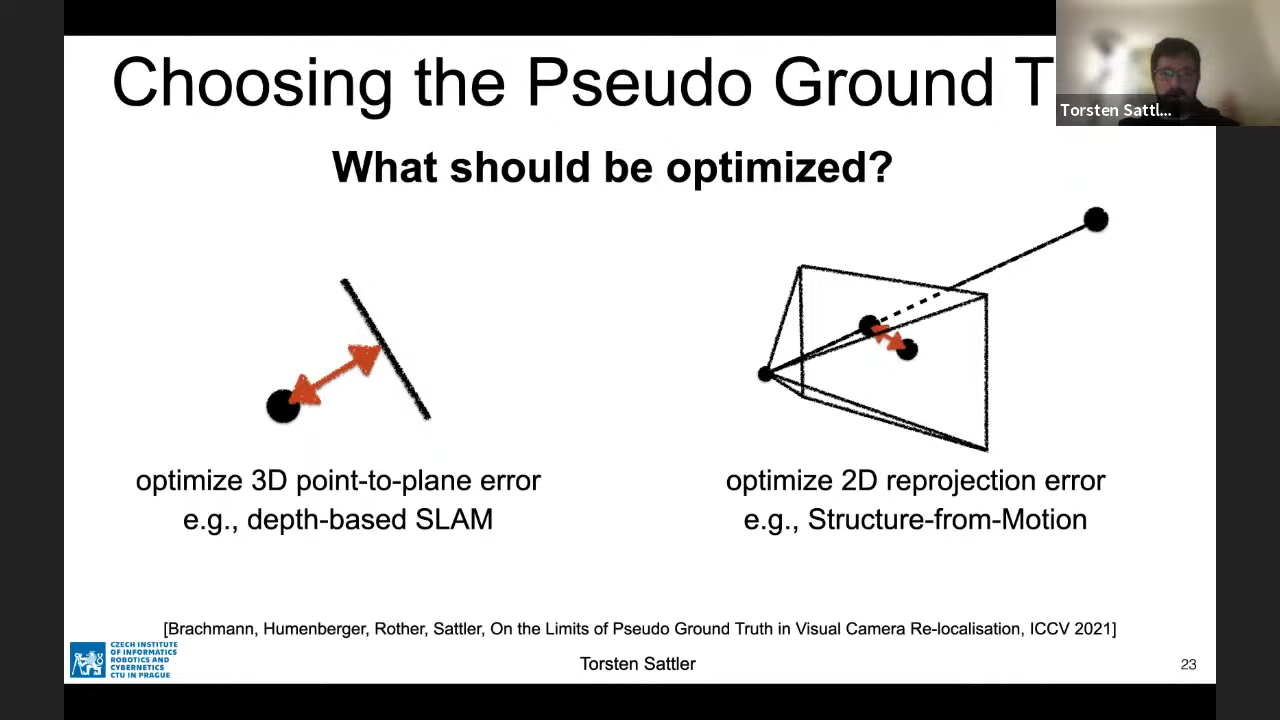 Choosing the Pseudo Ground T
Torsten Sattl...
What should be optimized?
optimize 3D point-to-plane error
e.g., depth-based SLAM
optimize 2D reprojection error
e.g., Structure-from-Motion
[Brachmann, Humenberger, Rother, Sattler, On the Limits of Pseudo Ground Truth in Visual Camera Re-localisation, ICCV 2021]
CZECH INSTITUTE
OF INFORMATICS
ROBOTICS AND
CYBERNETICS
CTU IN PRAGUE
Torsten Sattler
23